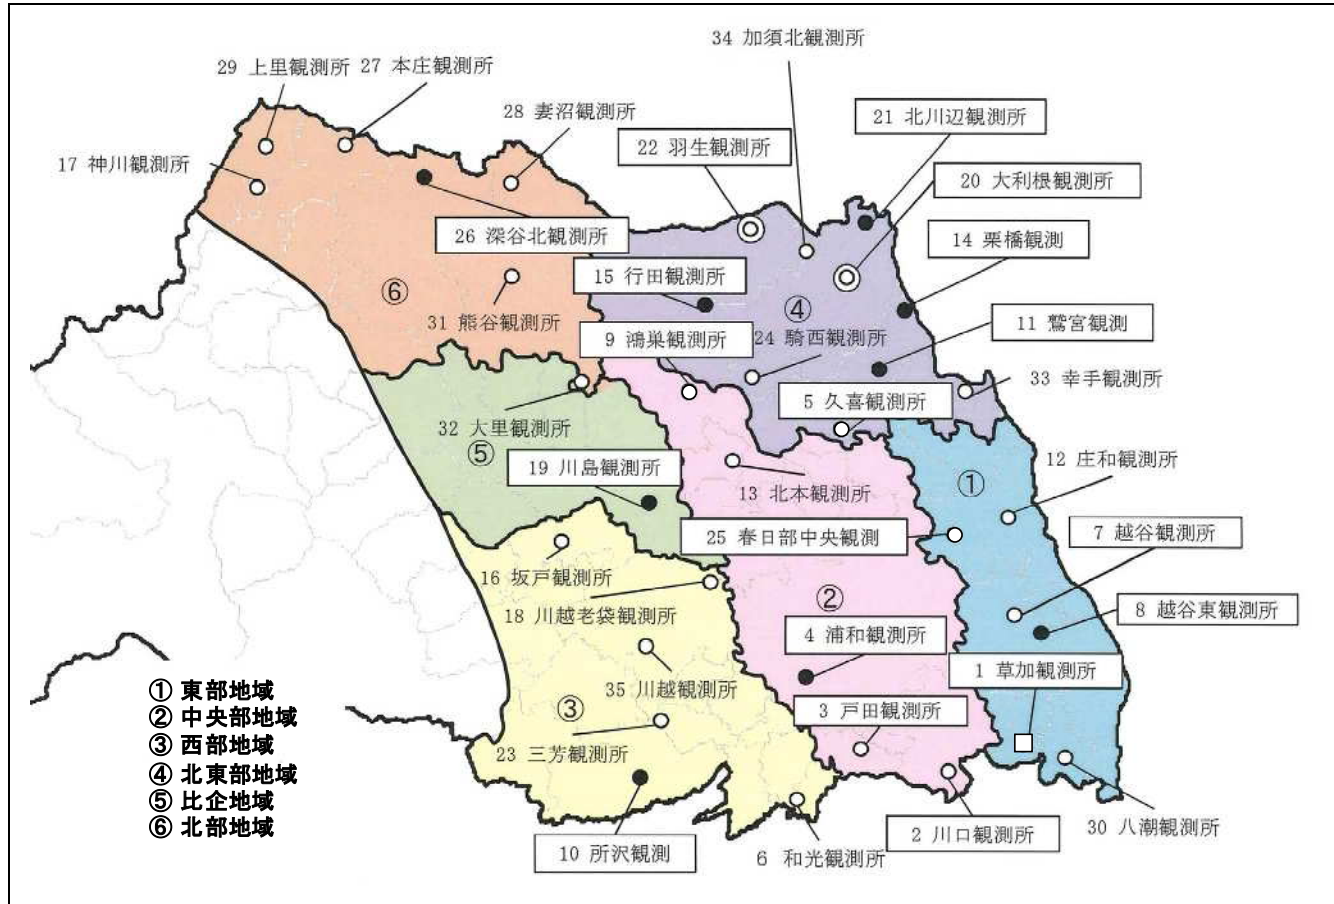 34 加須北観測所
29 上里観測所
27 本庄観測所
28 妻沼観測所
21 北川辺観測所
22 羽生観測所
17 神川観測所
20 大利根観測所
26 深谷北観測所
14 栗橋観測
15 行田観測所
⑥
④
31 熊谷観測所
11 鷲宮観測
9 鴻巣観測所
24 騎西観測所
33 幸手観測所
5 久喜観測所
32 大里観測所
⑤
12 庄和観測所
19 川島観測所
①
13 北本観測所
25 春日部中央観測
7 越谷観測所
16 坂戸観測所
②
18 川越老袋観測所
8 越谷東観測所
4 浦和観測所
1 草加観測所
35 川越観測所
③
3 戸田観測所
23 三芳観測所
① 東部地域
② 中央部地域
③ 西部地域
④ 北東部地域
⑤ 比企地域
⑥ 北部地域
30 八潮観測所
2 川口観測所
10 所沢観測
6 和光観測所